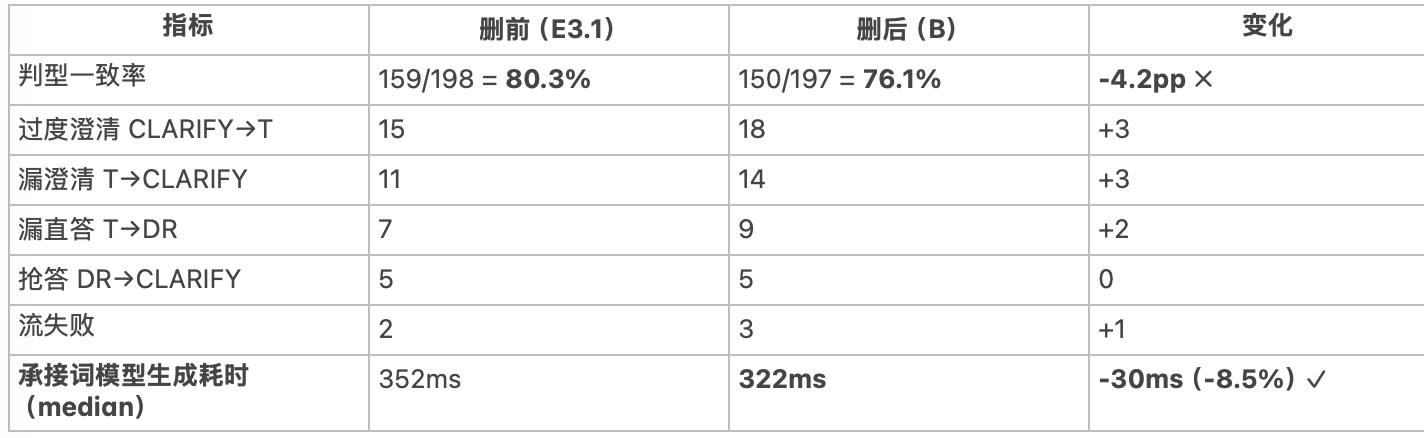 指标 删前（E3.1） 删后（B） 变化
判型一致率 159/198 = 80.3% 150/197 = 76.1% -4.2pp ×
过度澄清 CLARIFY→T 15 18 +3
漏澄清 T→CLARIFY 11 14 +3
漏直答 T→DR 7 9 +2
抢答 DR→CLARIFY 5 5 0
流失败 2 3 +1
承接词模型生成耗时 352ms 322ms -30ms（-8.5%）✓
（median）